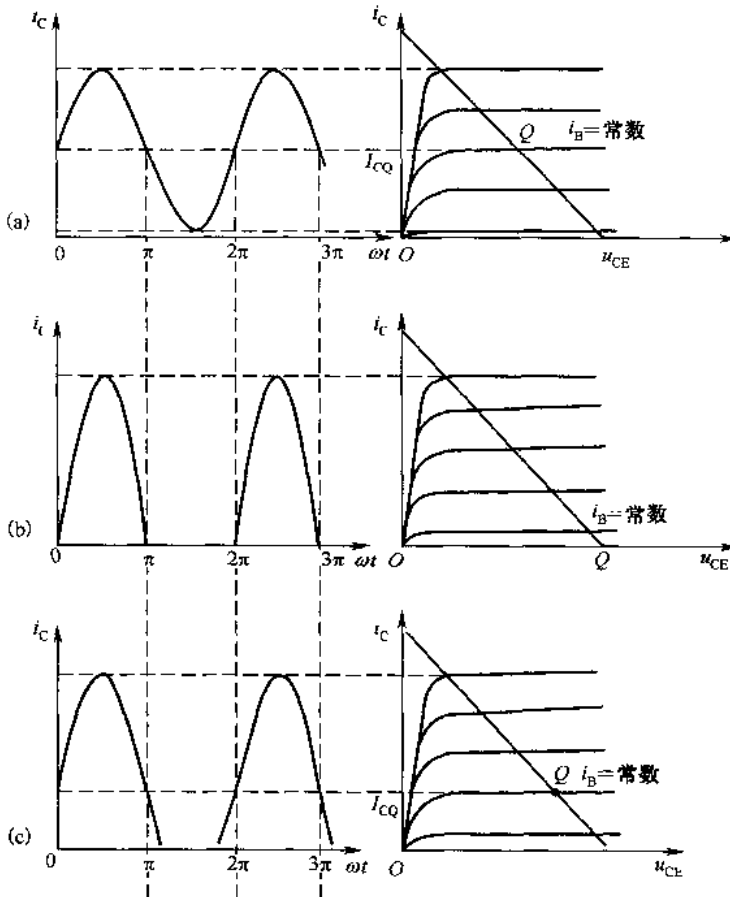 i_C
i_C
Q i_B=常数
I_CQ
(a)
0 π 2π 3π ωt
O u_CE
i_C
i_C
(b)
i_B=常数
0 π 2π 3π ωt
O Q u_CE
i_C
i_C
Q i_B=常数
I_CQ
(c)
0 π 2π 3π ωt
O u_CE